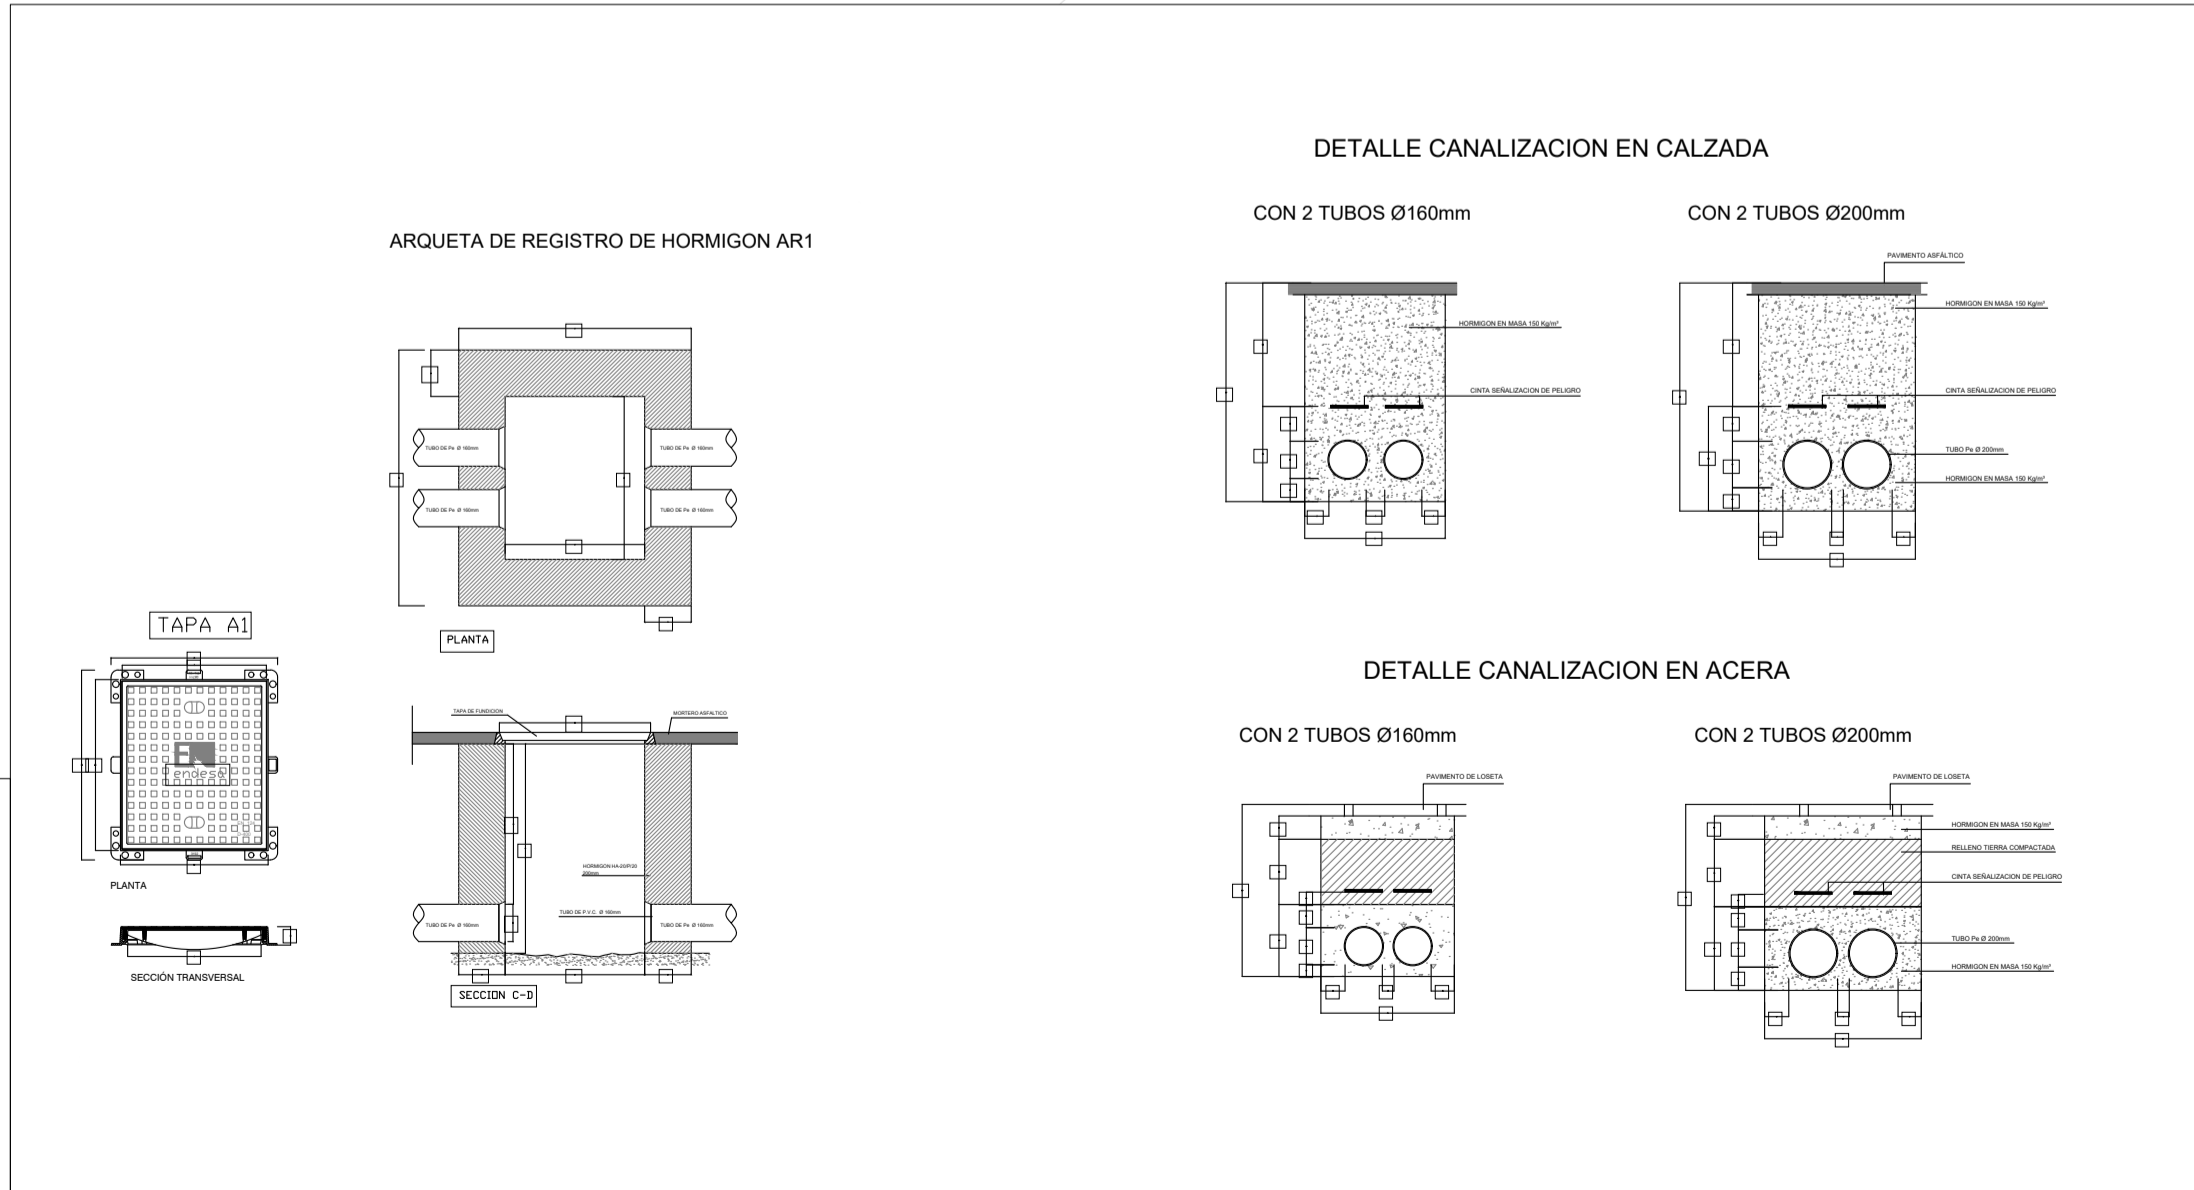 DETALLE CANALIZACION EN CALZADA
CON 2 TUBOS Ø160mm
CON 2 TUBOS Ø200mm
ARQUETA DE REGISTRO DE HORMIGON AR1
PAVIMENTO ASFÁLTICO
HORMIGON EN MASA 150 Kg/m³
HORMIGON EN MASA 150 Kg/m³
CINTA SEÑALIZACION DE PELIGRO
CINTA SEÑALIZACION DE PELIGRO
TUBO Pe Ø 200mm
HORMIGON EN MASA 150 Kg/m³
TUBO DE Pe Ø 160mm
TUBO DE Pe Ø 160mm
TUBO DE Pe Ø 160mm
TUBO DE Pe Ø 160mm
PLANTA
TAPA A1
endesa
PLANTA
SECCIÓN TRANSVERSAL
TAPA DE FUNDICION
MORTERO ASFALTICO
HORMIGON HA-20/P/20
200mm
TUBO DE P.V.C. Ø 160mm
TUBO DE Pe Ø 160mm
TUBO DE Pe Ø 160mm
SECCION C-D
DETALLE CANALIZACION EN ACERA
CON 2 TUBOS Ø160mm
CON 2 TUBOS Ø200mm
PAVIMENTO DE LOSETA
PAVIMENTO DE LOSETA
HORMIGON EN MASA 150 Kg/m³
RELLENO TIERRA COMPACTADA
CINTA SEÑALIZACION DE PELIGRO
TUBO Pe Ø 200mm
HORMIGON EN MASA 150 Kg/m³